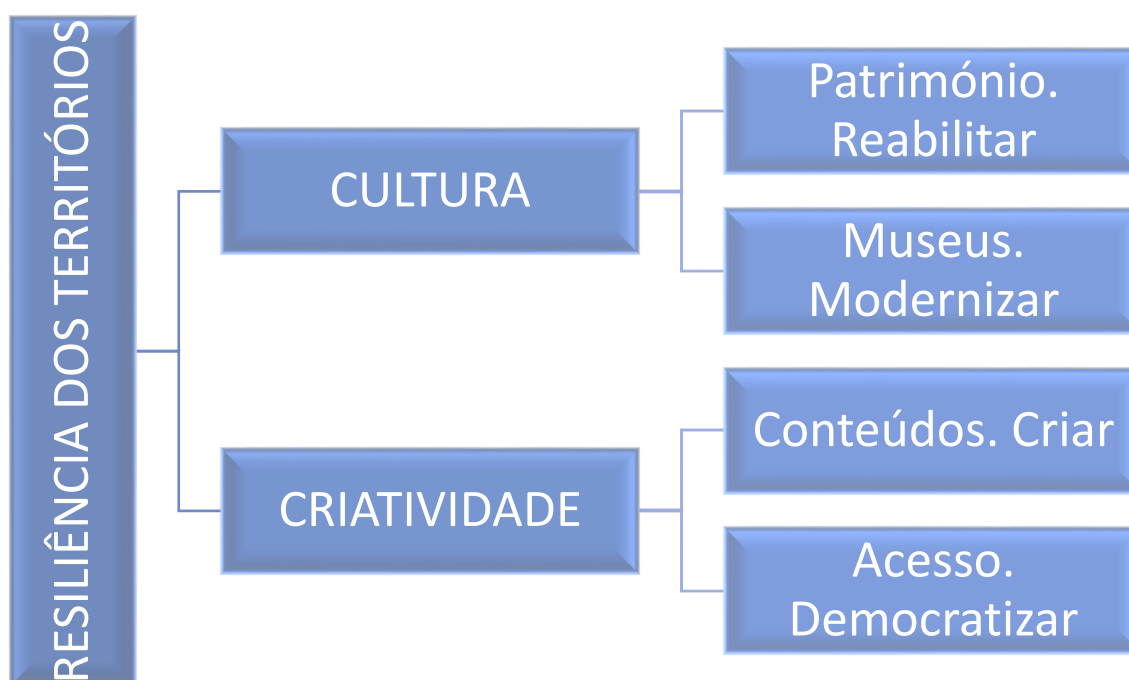 RESILIÊNCIA DOS TERRITÓRIOS
CULTURA
Património.
Reabilitar
Museus.
Modernizar
CRIATIVIDADE
Conteúdos. Criar
Acesso.
Democratizar